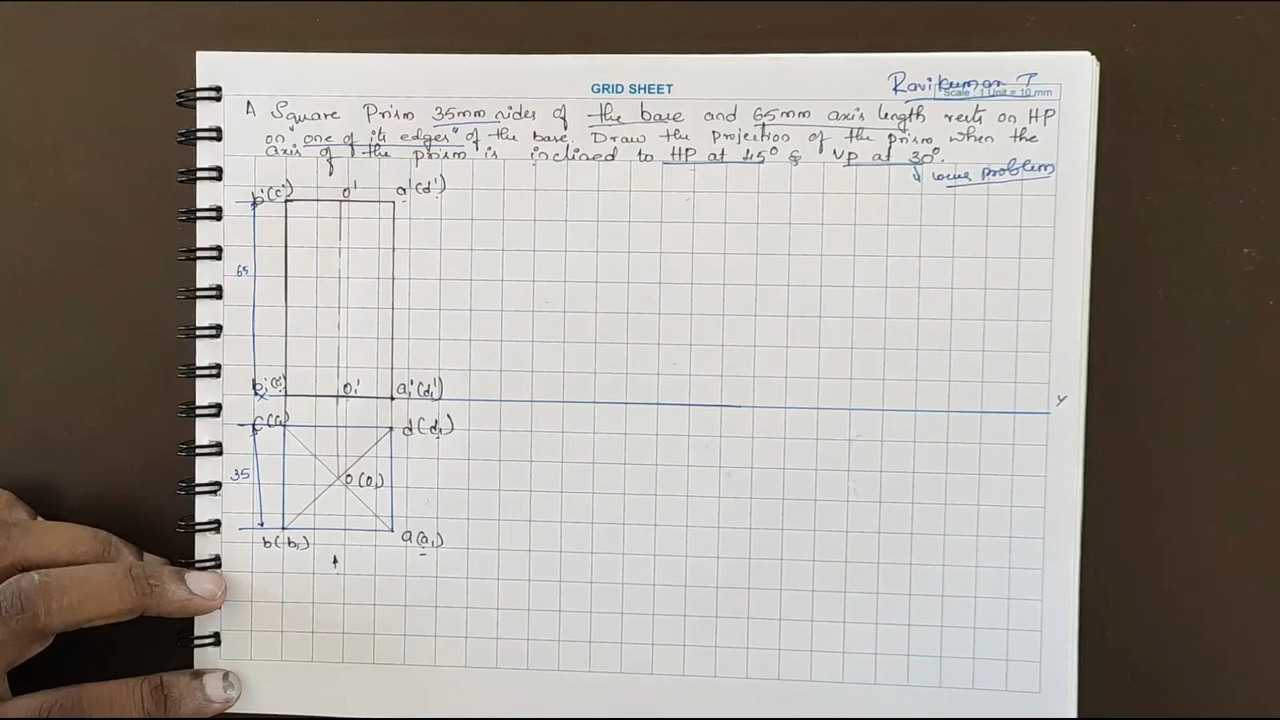 Ravikumar T
GRID SHEET
Scale : 1 Unit = 10 mm
A Square Prism 35mm sides of the base and 65mm axis length rests on HP
on "one of its edges" of the base. Draw the projection of the prism when the
axis of the prism is inclined to HP at 45° & VP at 30°.
↓ locus problem
b'(c') o' a'(d')
65
b₁'(c₁') o₁' a₁'(d₁')
X Y
c(c₁) d(d₁)
35 o(o₁)
b(b₁) a(a₁)